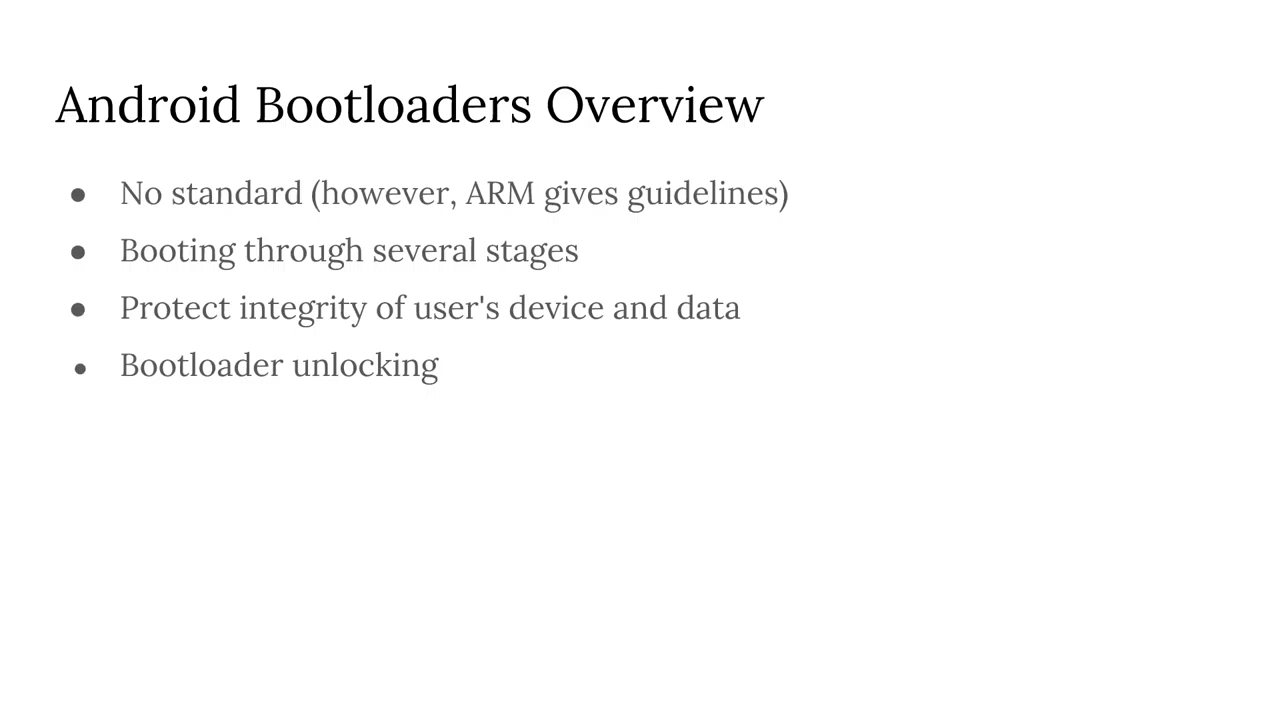 Android Bootloaders Overview
● No standard (however, ARM gives guidelines)
● Booting through several stages
● Protect integrity of user's device and data
● Bootloader unlocking